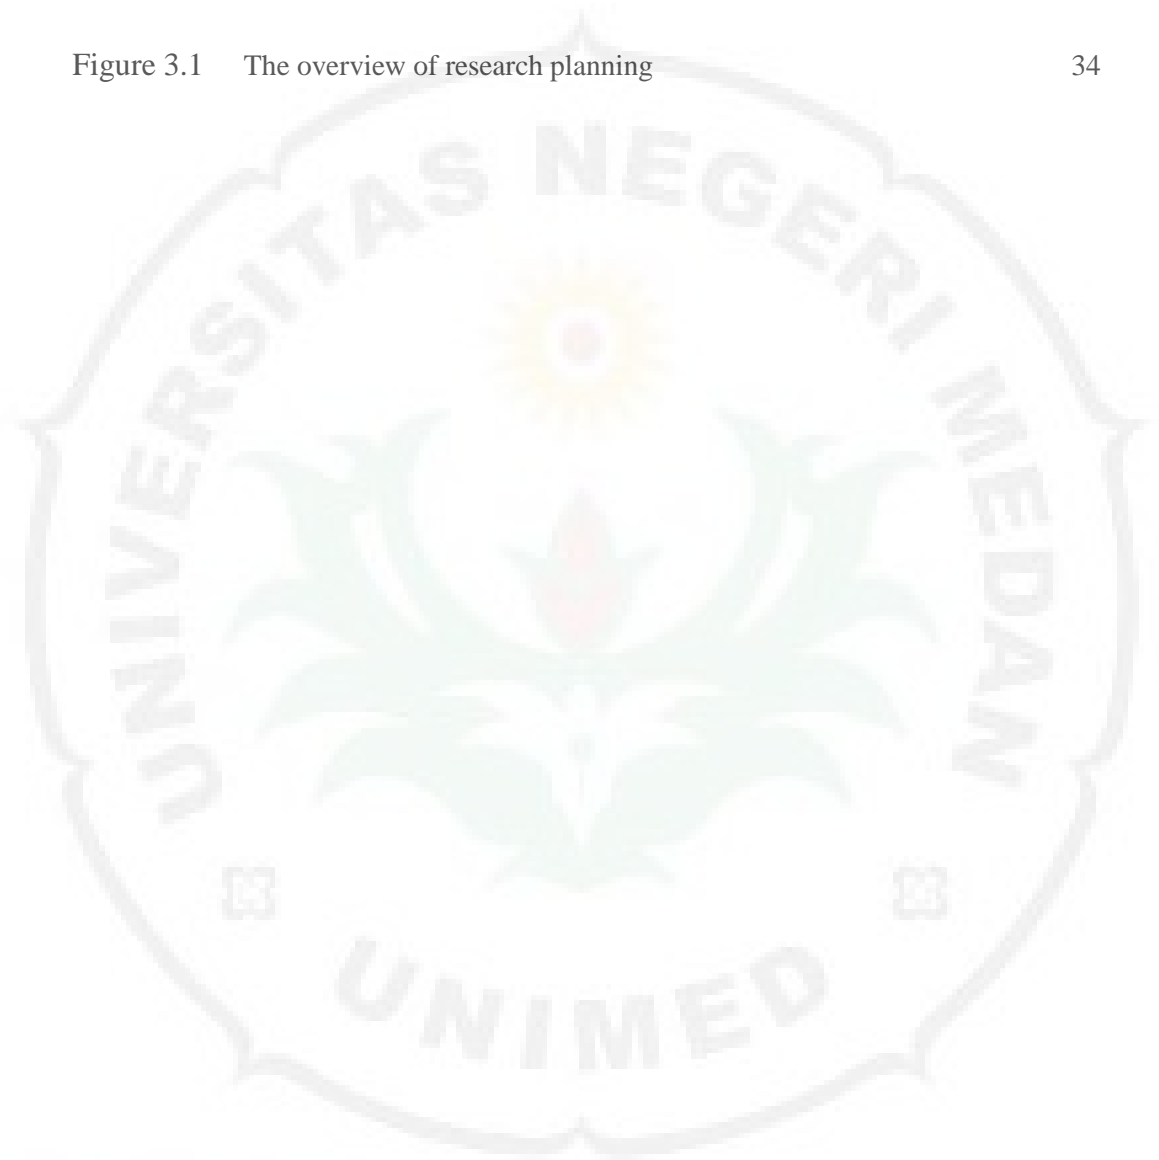 Figure 3.1 The overview of research planning 34
UNIVERSITAS NEGERI MEDAN
UNIMED